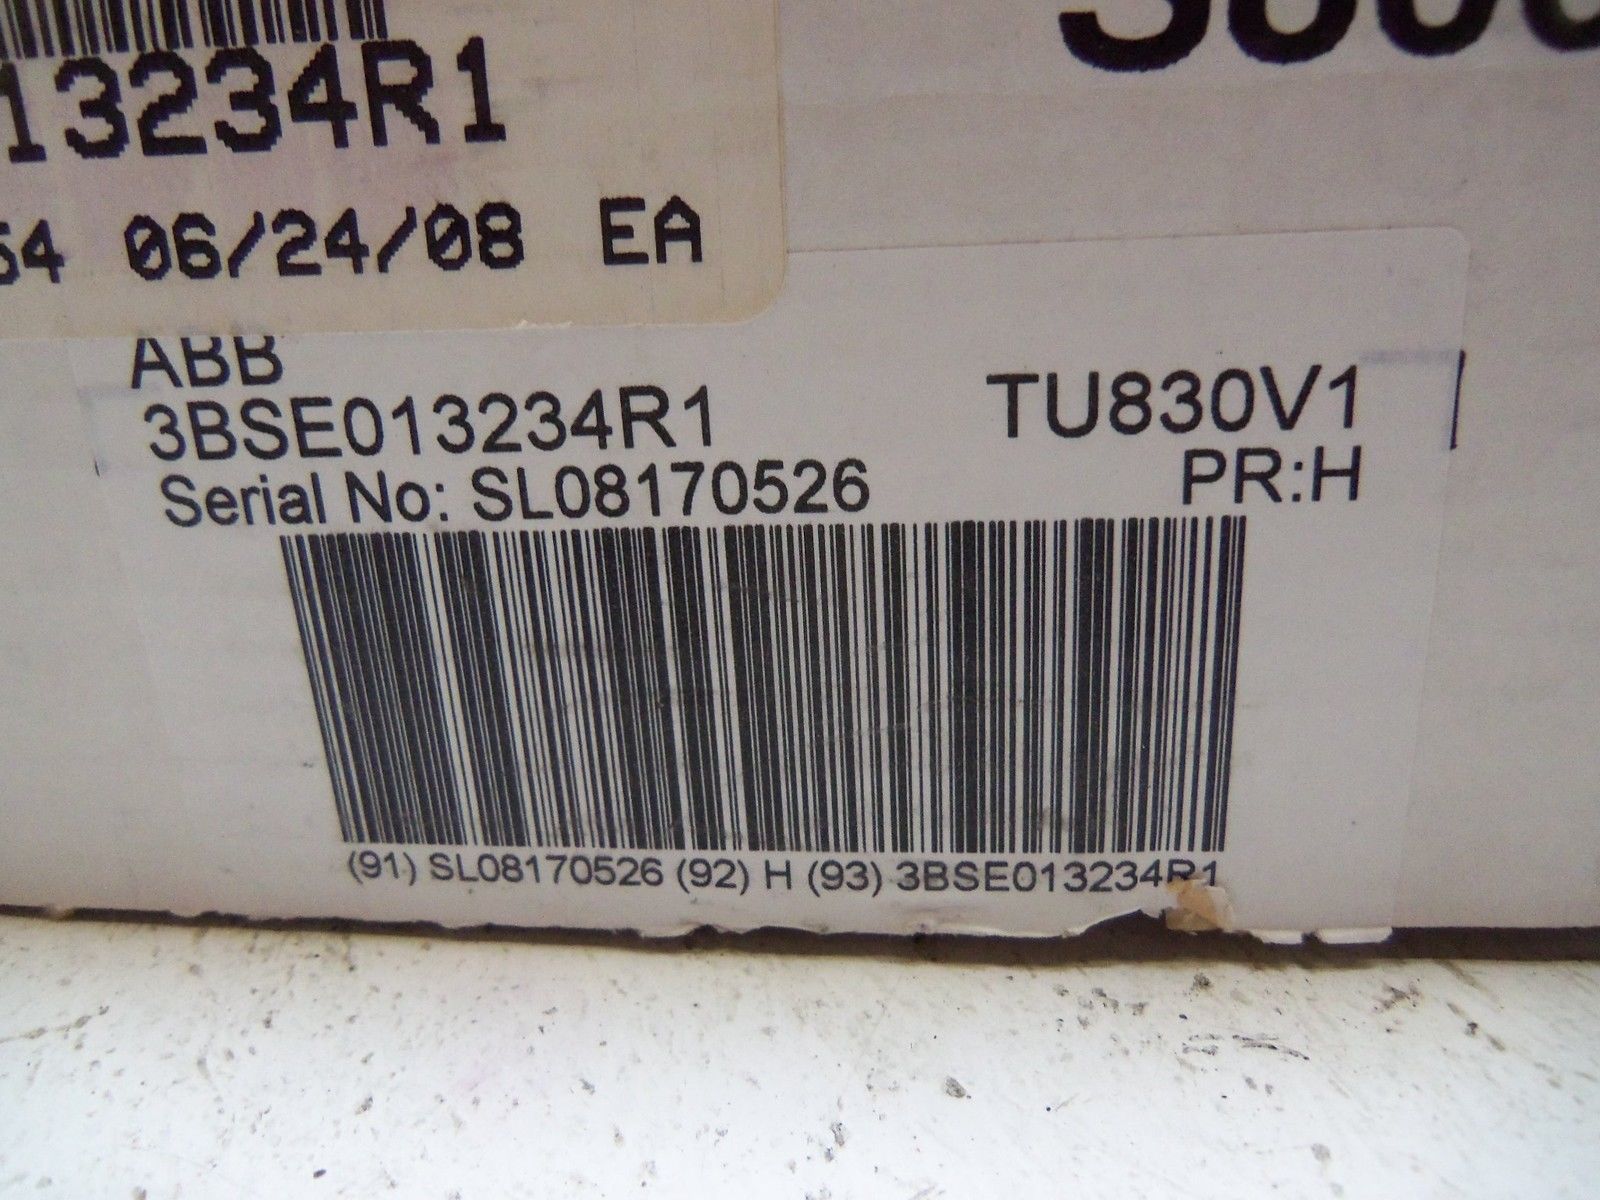 13234R1
54 06/24/08 EA
ABB
3BSE013234R1 TU830V1
Serial No: SL08170526 PR:H
(91) SL08170526 (92) H (93) 3BSE013234R1